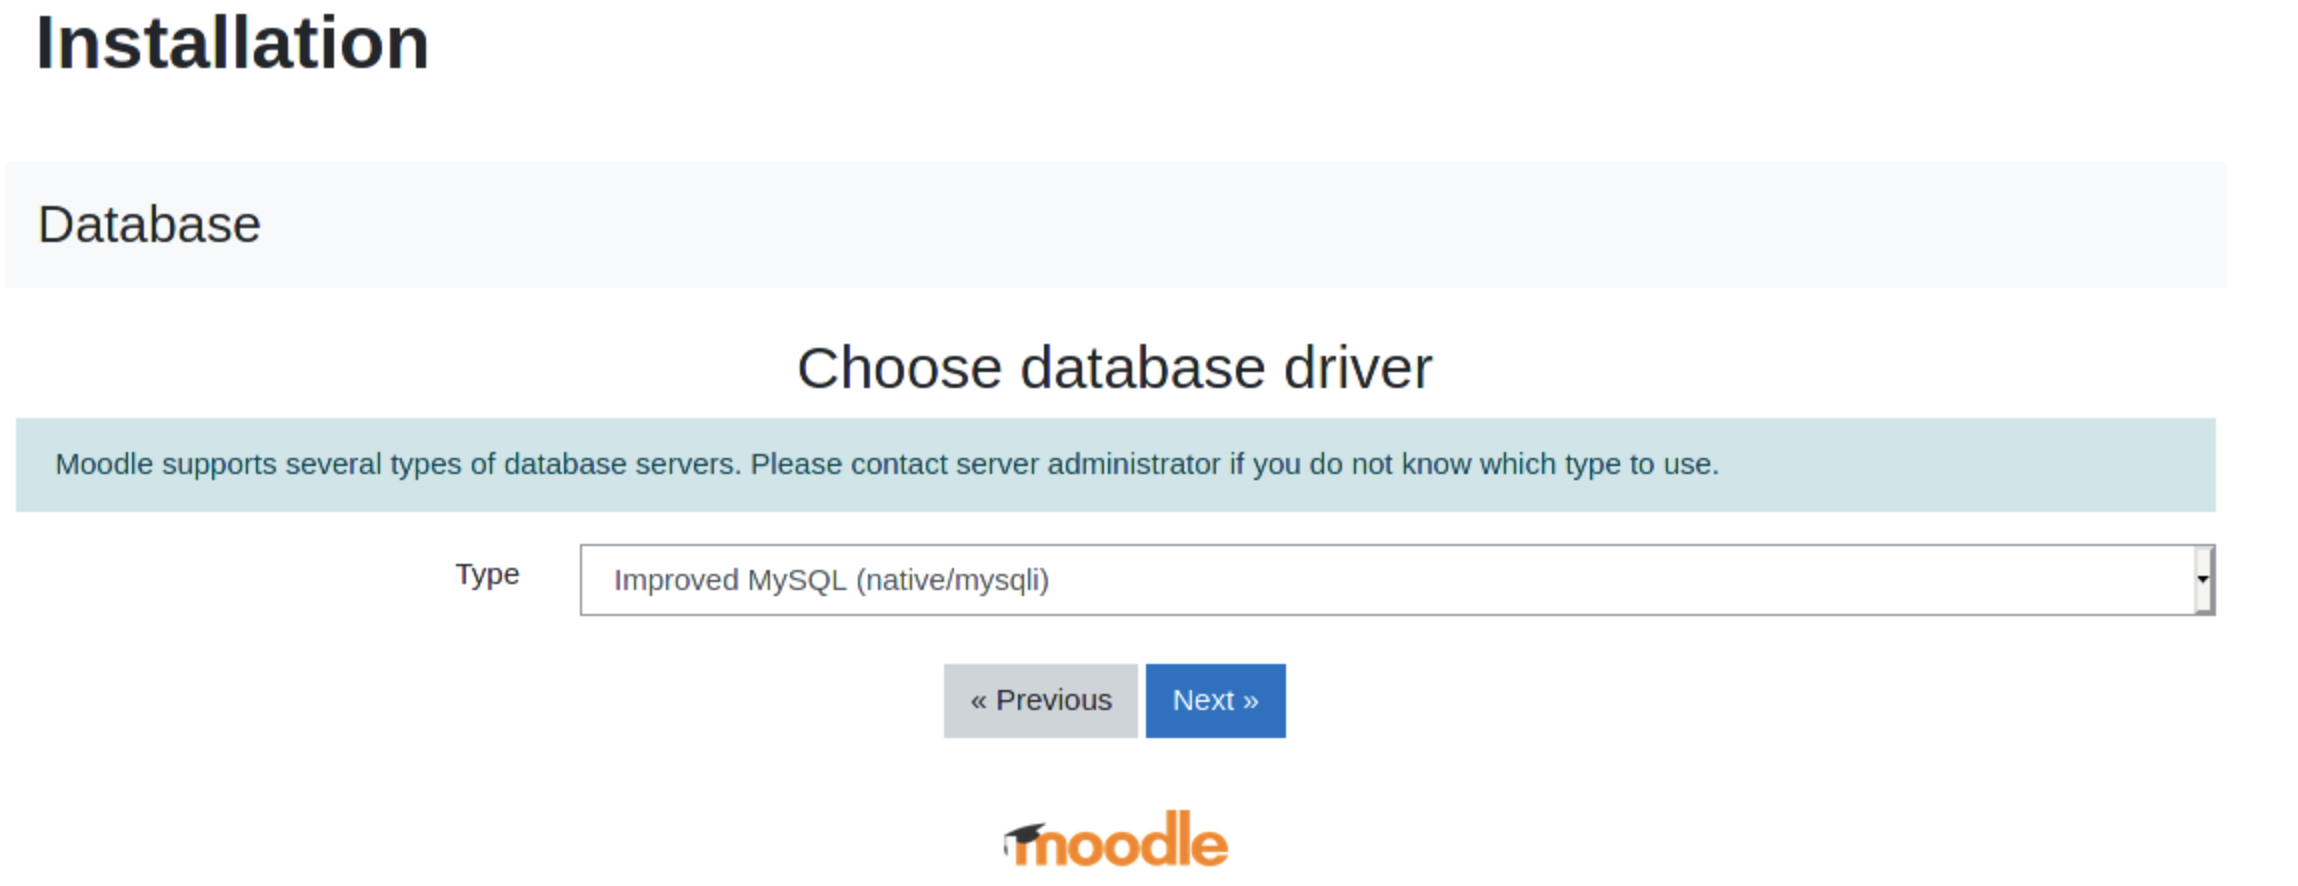 Installation
Database
Choose database driver
Moodle supports several types of database servers. Please contact server administrator if you do not know which type to use.
Type
Improved MySQL (native/mysqli)
« Previous
Next »
moodle